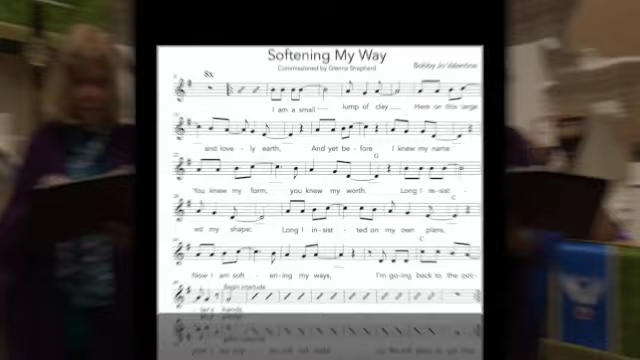 Softening My Way
Commissioned by Glenna Shepherd
Bobby Jo Valentine
8x
I am a small lump of clay Here on this large
and love - ly earth, And yet be - fore I knew my name
G
You knew my form, you knew my worth. Long I re-sist -
C
ed my shape; Long I in-sist - ted on my own plans,
C
Now I am soft - en-ing my ways, I'm go-ing back to the pot-
Begin interlude
ter's hands.